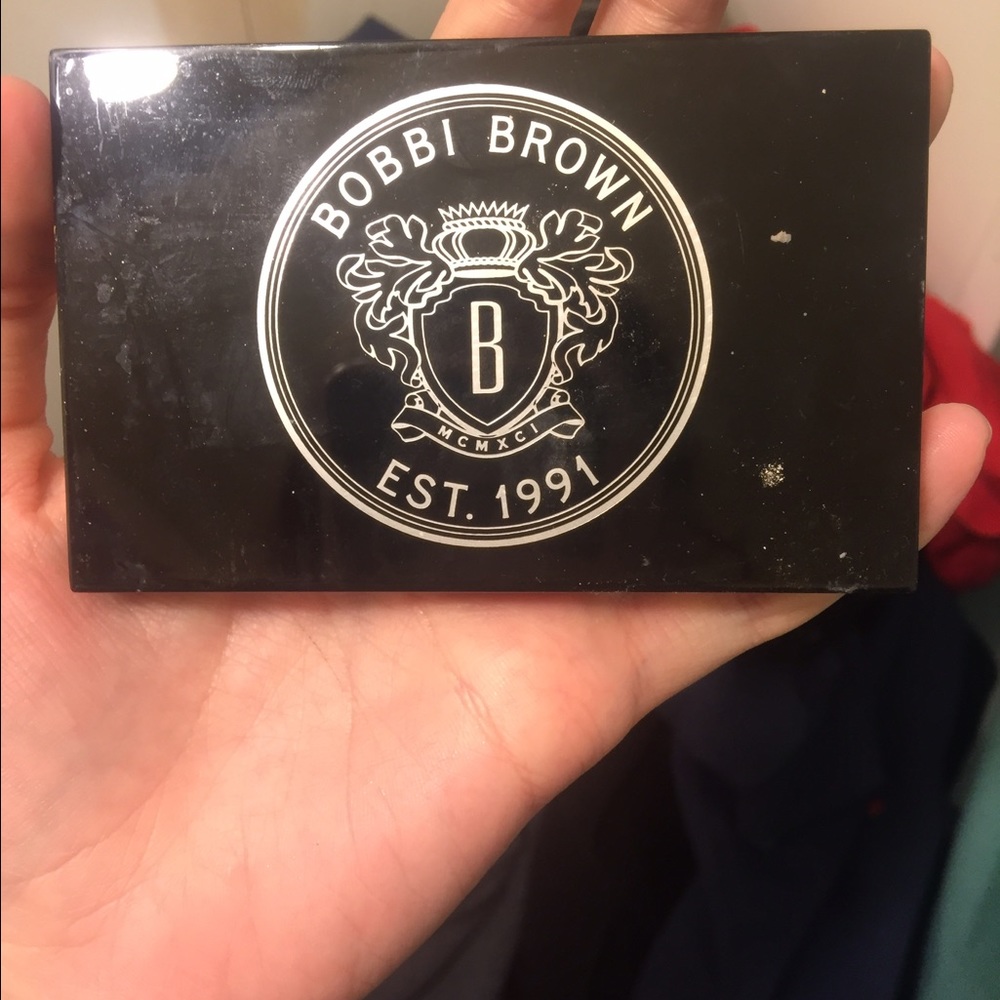 BOBBI BROWN
B
MCMXCI
EST. 1991